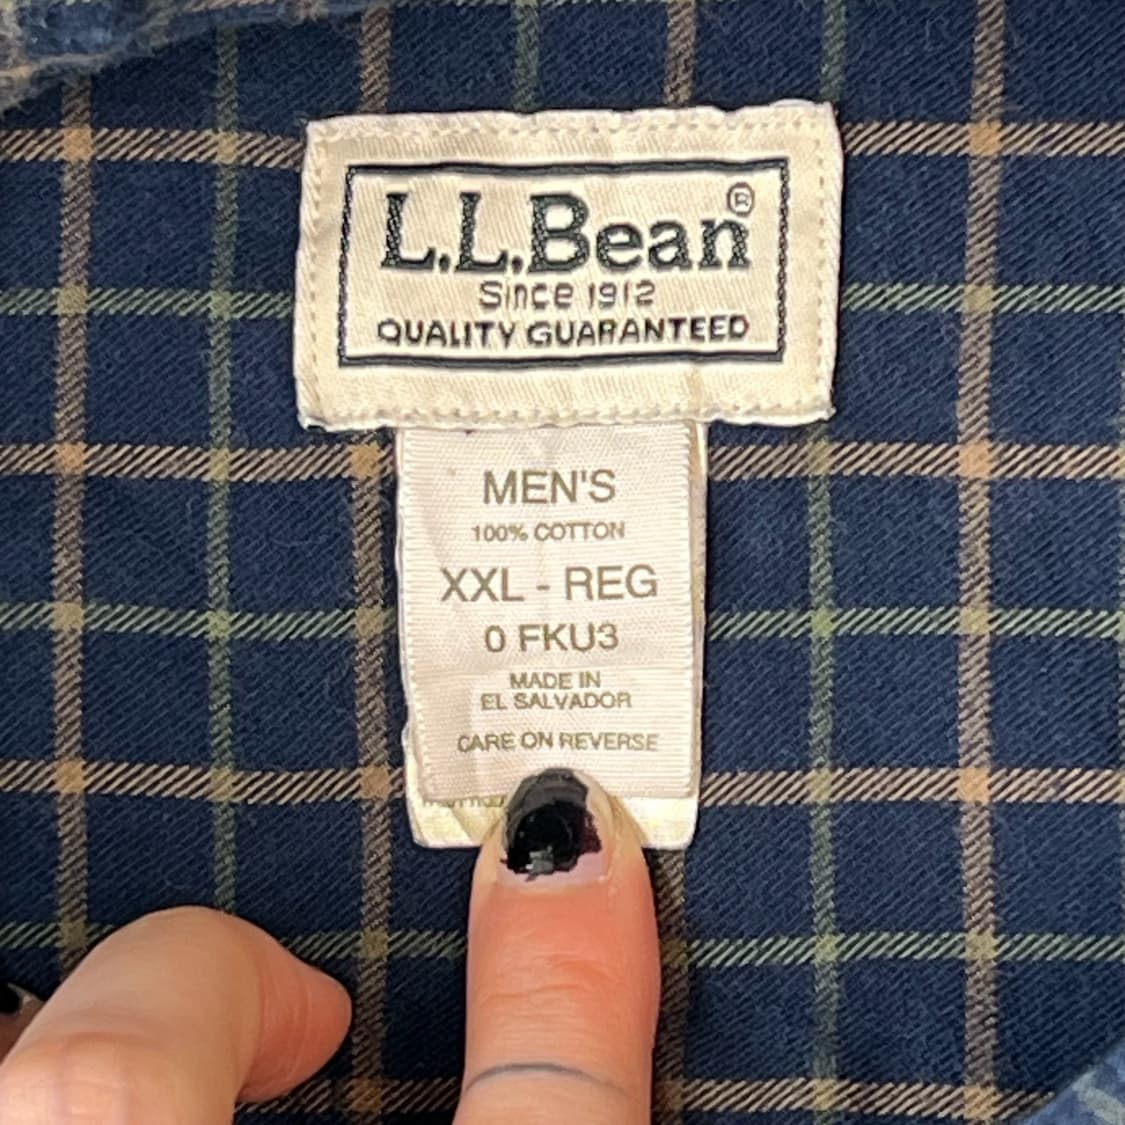 L.L.Bean®
Since 1912
QUALITY GUARANTEED
MEN'S
100% COTTON
XXL - REG
0 FKU3
MADE IN
EL SALVADOR
CARE ON REVERSE